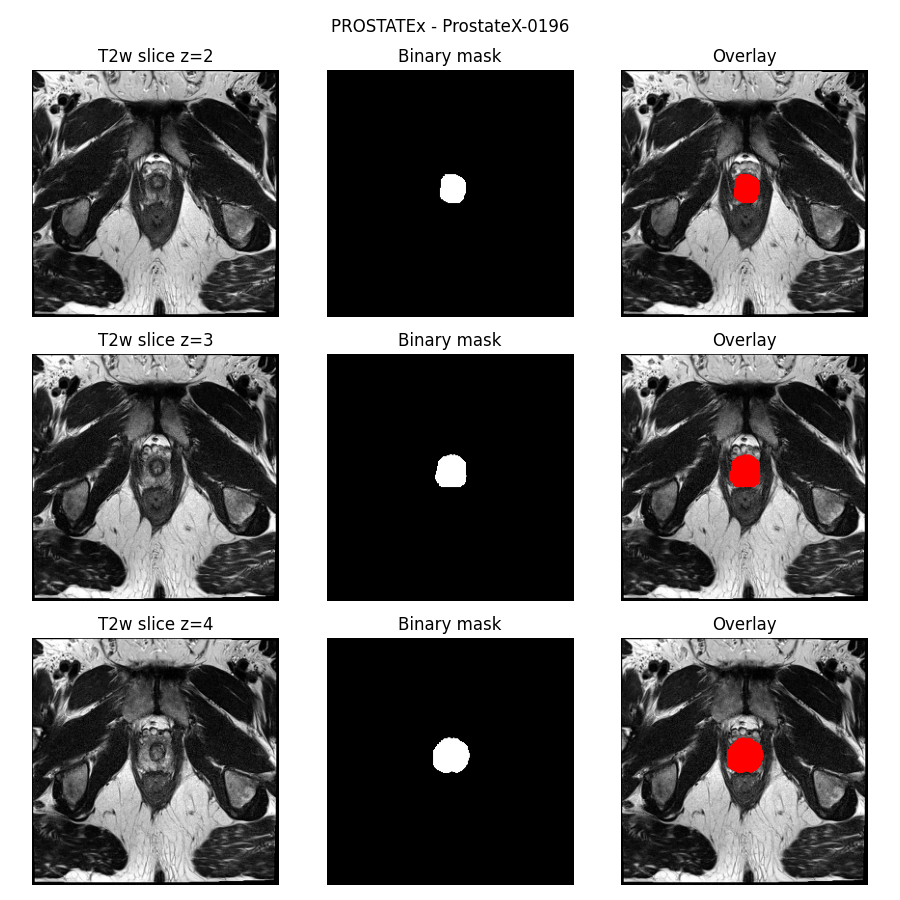 PROSTATEx - ProstateX-0196
T2w slice z=2
Binary mask
Overlay
T2w slice z=3
Binary mask
Overlay
T2w slice z=4
Binary mask
Overlay